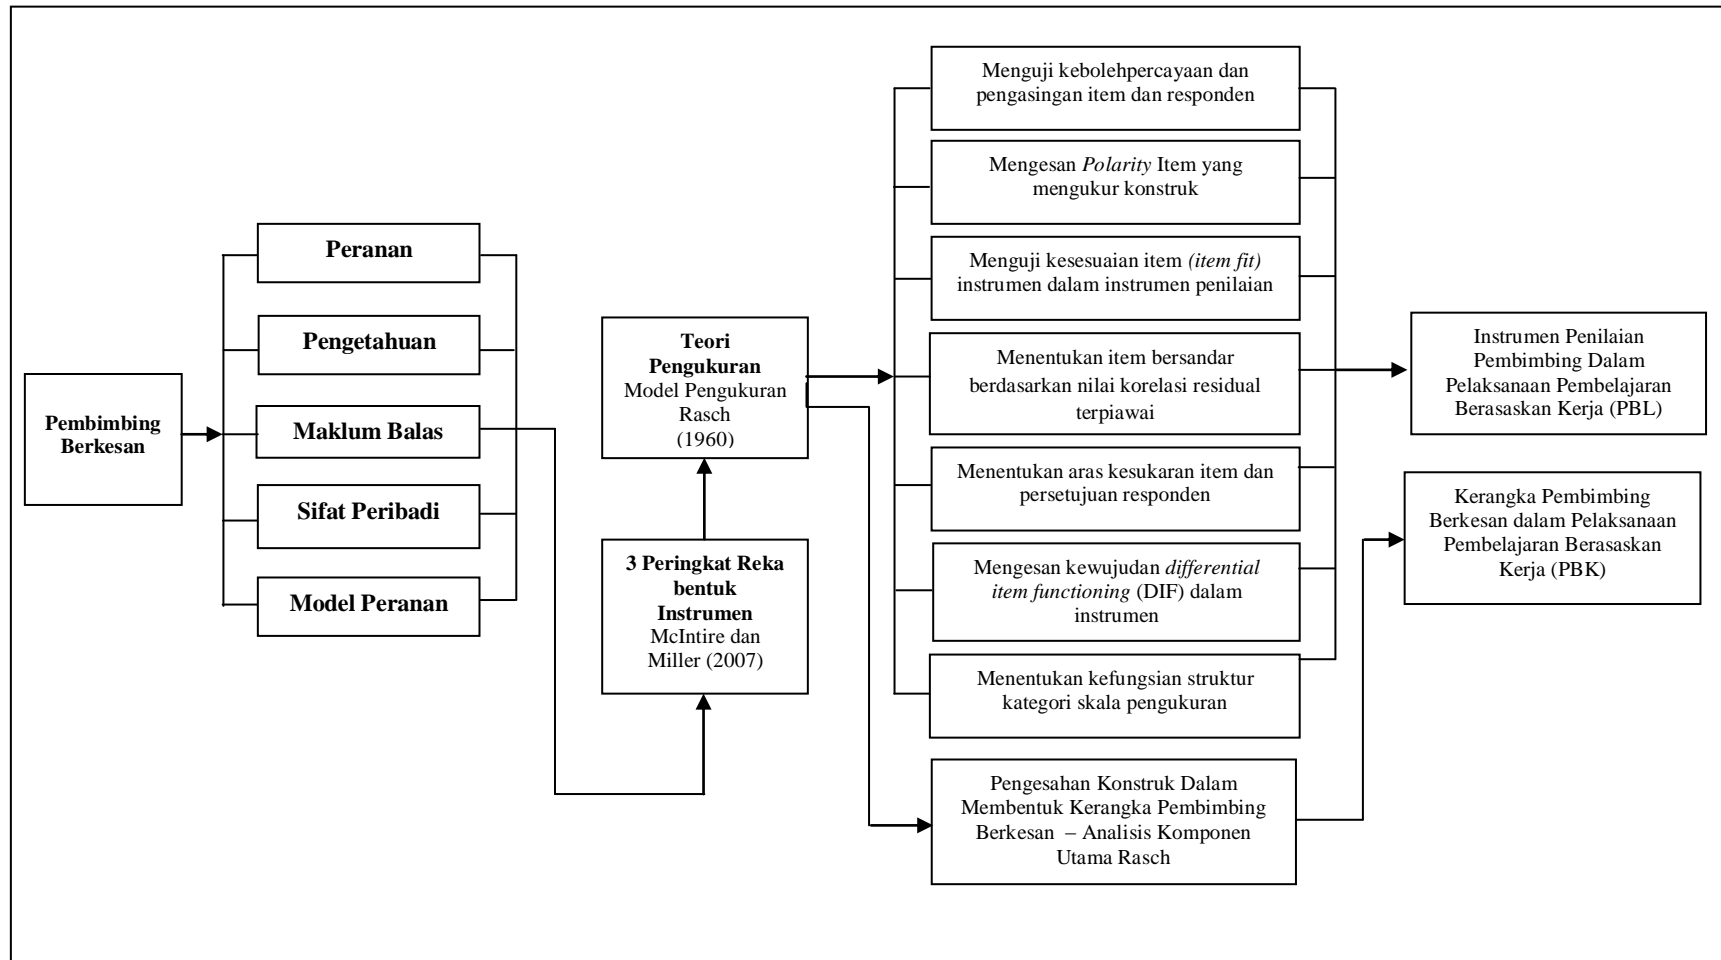 Pembimbing
Berkesan
Peranan
Pengetahuan
Maklum Balas
Sifat Peribadi
Model Peranan
Teori
Pengukuran
Model Pengukuran
Rasch
(1960)
3 Peringkat Reka
bentuk
Instrumen
McIntire dan
Miller (2007)
Menguji kebolehpercayaan dan
pengasingan item dan responden
Mengesan Polarity Item yang
mengukur konstruk
Menguji kesesuaian item (item fit)
instrumen dalam instrumen penilaian
Menentukan item bersandar
berdasarkan nilai korelasi residual
terpiawai
Menentukan aras kesukaran item dan
persetujuan responden
Mengesan kewujudan differential
item functioning (DIF) dalam
instrumen
Menentukan kefungsian struktur
kategori skala pengukuran
Pengesahan Konstruk Dalam
Membentuk Kerangka Pembimbing
Berkesan – Analisis Komponen
Utama Rasch
Instrumen Penilaian
Pembimbing Dalam
Pelaksanaan Pembelajaran
Berasaskan Kerja (PBL)
Kerangka Pembimbing
Berkesan dalam Pelaksanaan
Pembelajaran Berasaskan
Kerja (PBK)